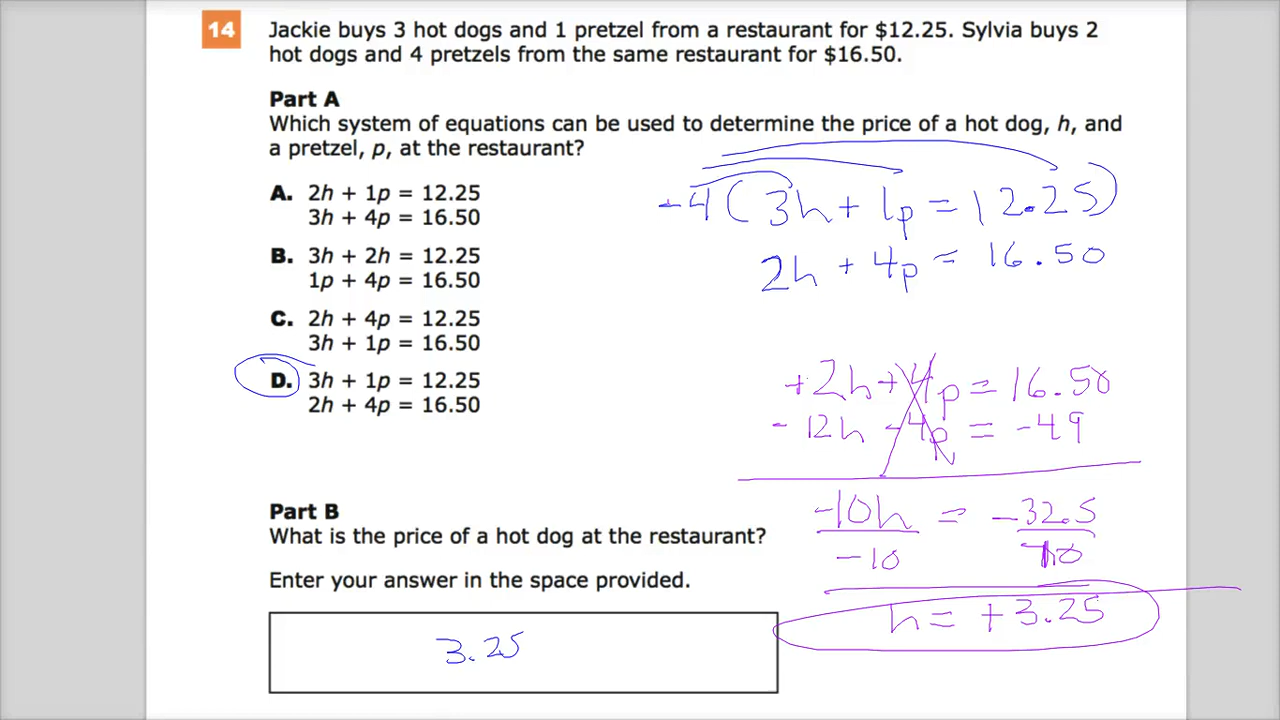 14
Jackie buys 3 hot dogs and 1 pretzel from a restaurant for $12.25. Sylvia buys 2
hot dogs and 4 pretzels from the same restaurant for $16.50.
Part A
Which system of equations can be used to determine the price of a hot dog, h, and
a pretzel, p, at the restaurant?
A. 2h + 1p = 12.25
3h + 4p = 16.50
B. 3h + 2h = 12.25
1p + 4p = 16.50
C. 2h + 4p = 12.25
3h + 1p = 16.50
D. 3h + 1p = 12.25
2h + 4p = 16.50
-4(3h + 1p = 12.25)
2h + 4p = 16.50
+2h + 4p = 16.50
-12h - 4p = -49
-10h = -32.5
-10 -10
h = +3.25
Part B
What is the price of a hot dog at the restaurant?
Enter your answer in the space provided.
3.25